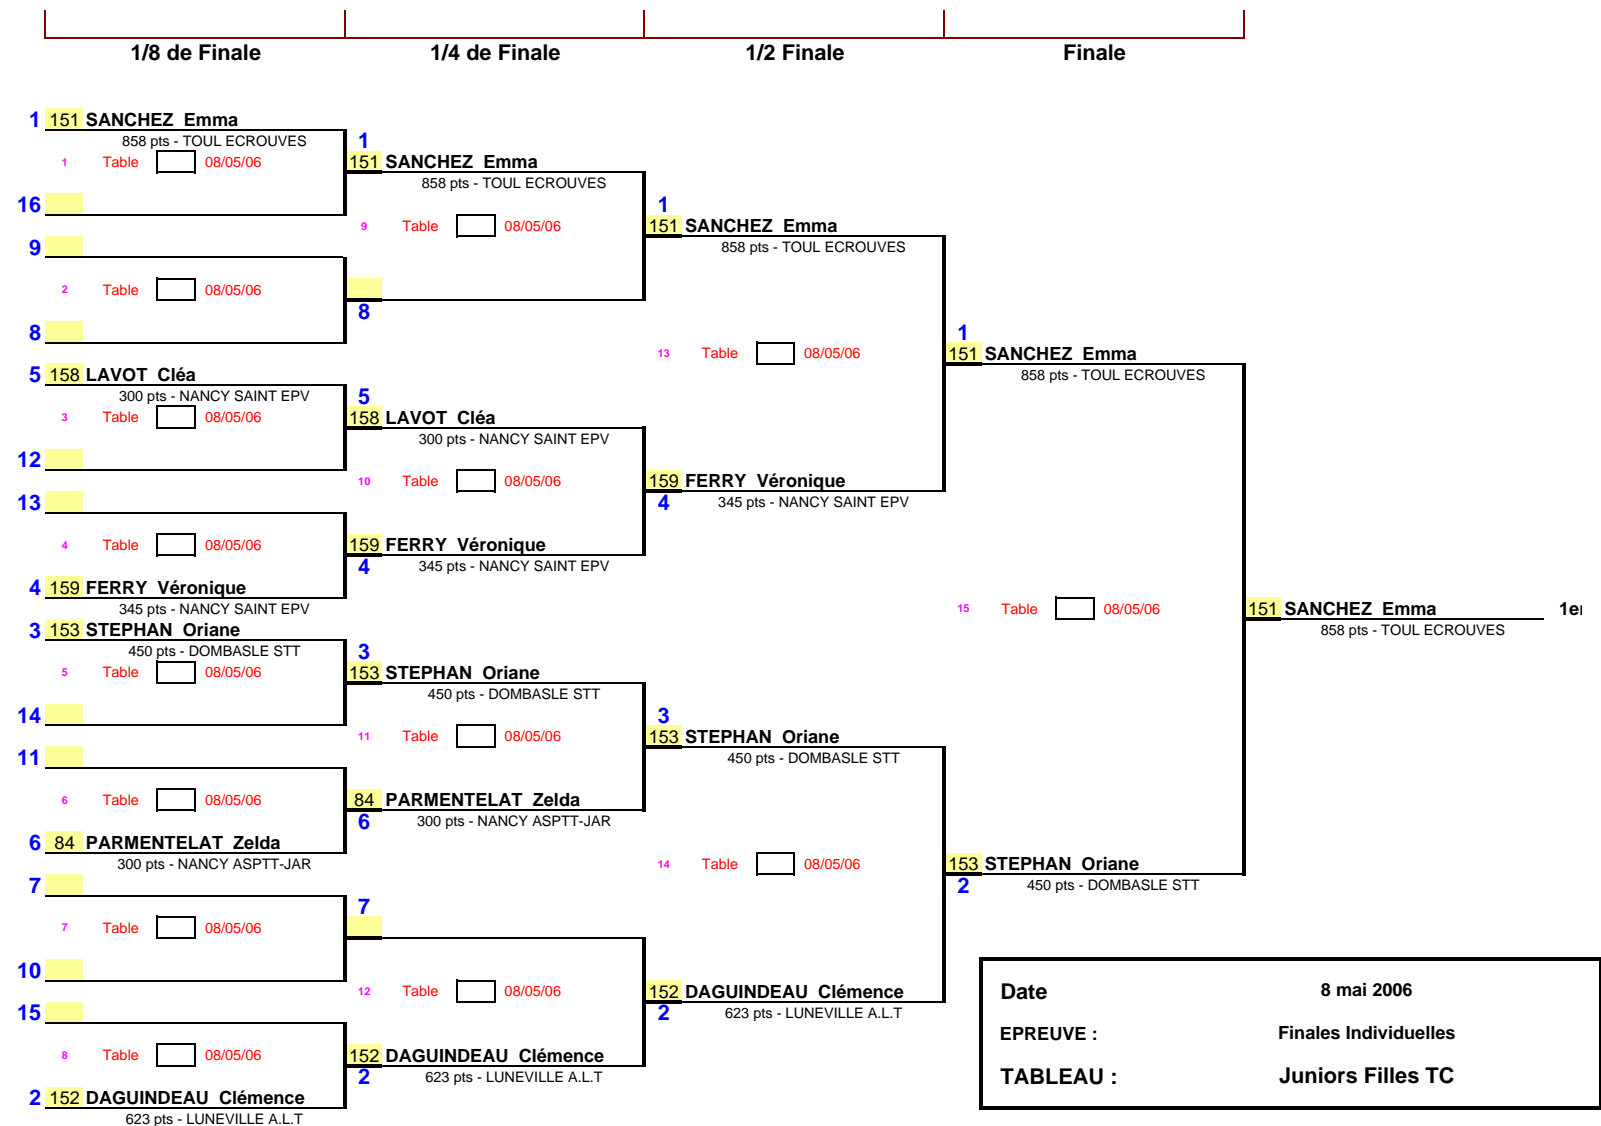 1/8 de Finale 1/4 de Finale 1/2 Finale Finale
1 151 SANCHEZ Emma
858 pts - TOUL ECROUVES
1 Table 08/05/06
16
9
2 Table 08/05/06
8
5 158 LAVOT Cléa
300 pts - NANCY SAINT EPV
3 Table 08/05/06
12
13
4 Table 08/05/06
4 159 FERRY Véronique
345 pts - NANCY SAINT EPV
3 153 STEPHAN Oriane
450 pts - DOMBASLE STT
5 Table 08/05/06
14
11
6 Table 08/05/06
6 84 PARMENTELAT Zelda
300 pts - NANCY ASPTT-JAR
7
7 Table 08/05/06
10
15
8 Table 08/05/06
2 152 DAGUINDEAU Clémence
623 pts - LUNEVILLE A.L.T
1
151 SANCHEZ Emma
858 pts - TOUL ECROUVES
9 Table 08/05/06
8
5
158 LAVOT Cléa
300 pts - NANCY SAINT EPV
10 Table 08/05/06
159 FERRY Véronique
4 345 pts - NANCY SAINT EPV
3
153 STEPHAN Oriane
450 pts - DOMBASLE STT
11 Table 08/05/06
84 PARMENTELAT Zelda
6 300 pts - NANCY ASPTT-JAR
7
12 Table 08/05/06
152 DAGUINDEAU Clémence
2 623 pts - LUNEVILLE A.L.T
1
151 SANCHEZ Emma
858 pts - TOUL ECROUVES
13 Table 08/05/06
159 FERRY Véronique
4 345 pts - NANCY SAINT EPV
3
153 STEPHAN Oriane
450 pts - DOMBASLE STT
14 Table 08/05/06
152 DAGUINDEAU Clémence
2 623 pts - LUNEVILLE A.L.T
1
151 SANCHEZ Emma
858 pts - TOUL ECROUVES
15 Table 08/05/06
153 STEPHAN Oriane
2 450 pts - DOMBASLE STT
151 SANCHEZ Emma
858 pts - TOUL ECROUVES
Date 8 mai 2006
EPREUVE : Finales Individuelles
TABLEAU : Juniors Filles TC